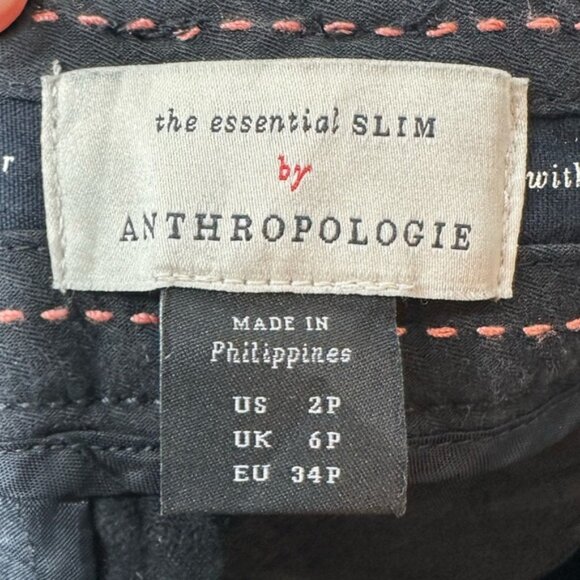 the essential SLIM
by
ANTHROPOLOGIE
r
with
MADE IN
Philippines
US 2P
UK 6P
EU 34P